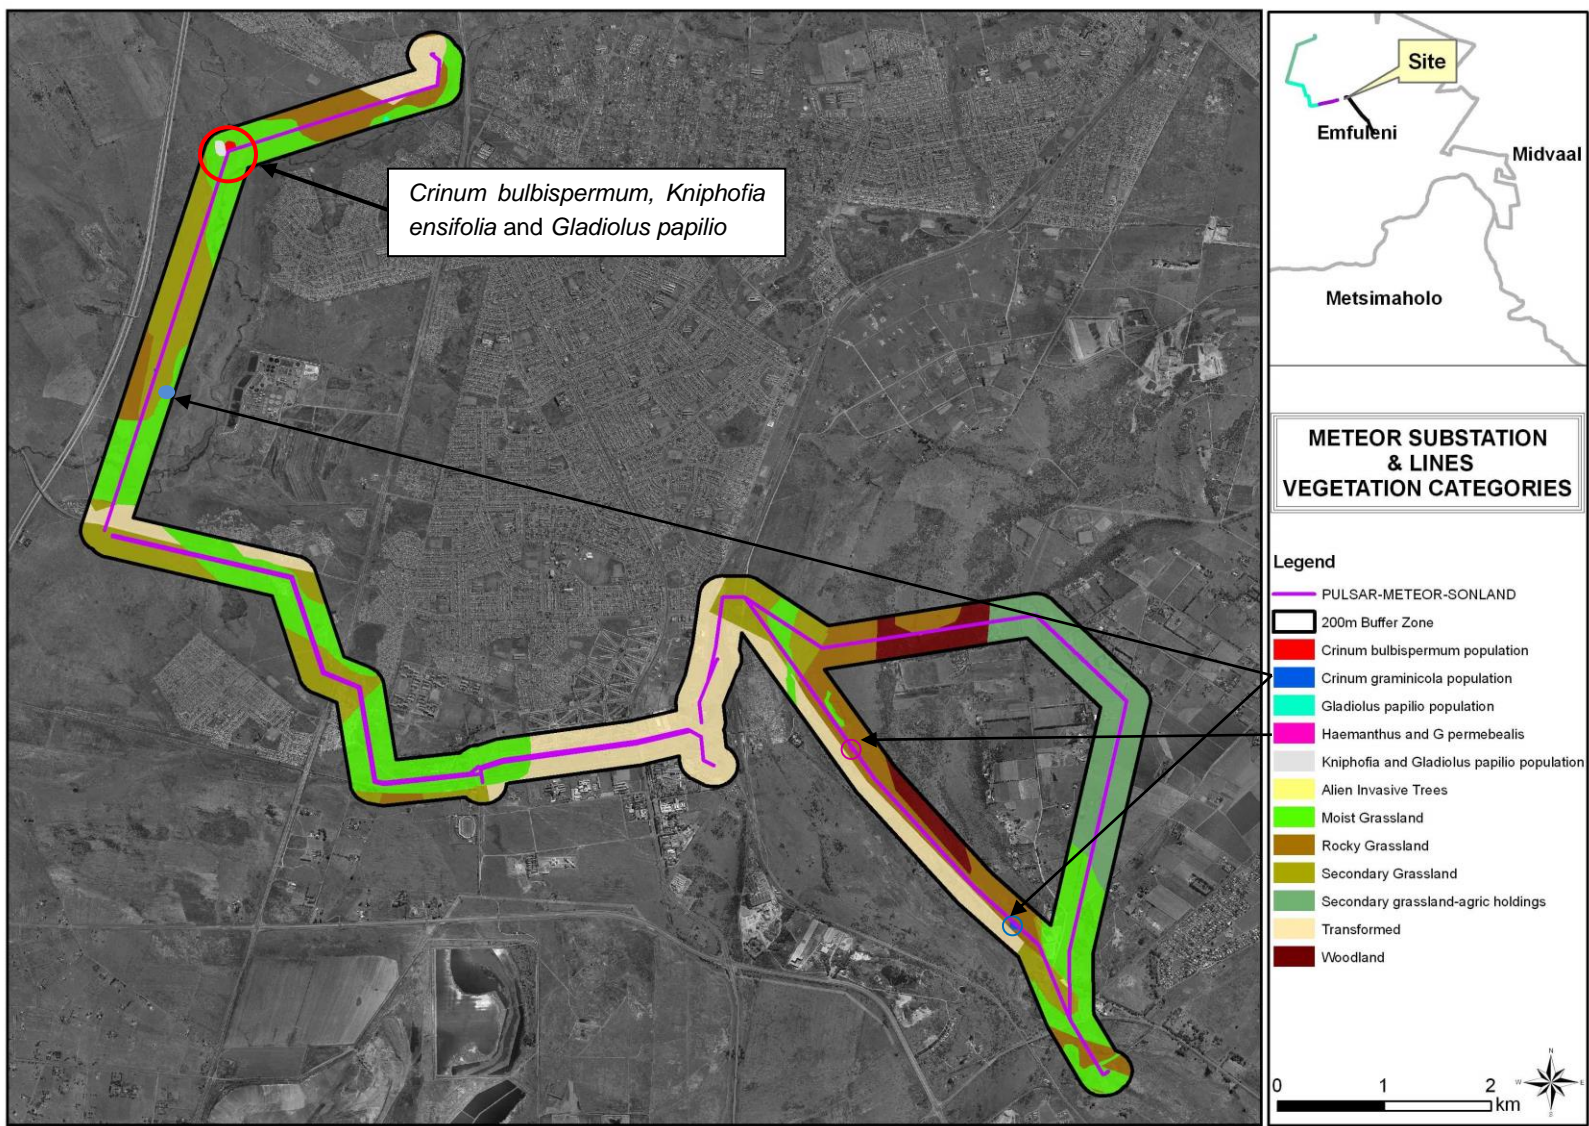 Crinum bulbispermum, Kniphofia
ensifolia and Gladiolus papilio
Site
Emfuleni
Midvaal
Metsimaholo
METEOR SUBSTATION
& LINES
VEGETATION CATEGORIES
Legend
PULSAR-METEOR-SONLAND
200m Buffer Zone
Crinum bulbispermum population
Crinum graminicola population
Gladiolus papilio population
Haemanthus and G permebealis
Kniphofia and Gladiolus papilio population
Alien Invasive Trees
Moist Grassland
Rocky Grassland
Secondary Grassland
Secondary grassland-agric holdings
Transformed
Woodland
0 1 2
km
N
W E
S